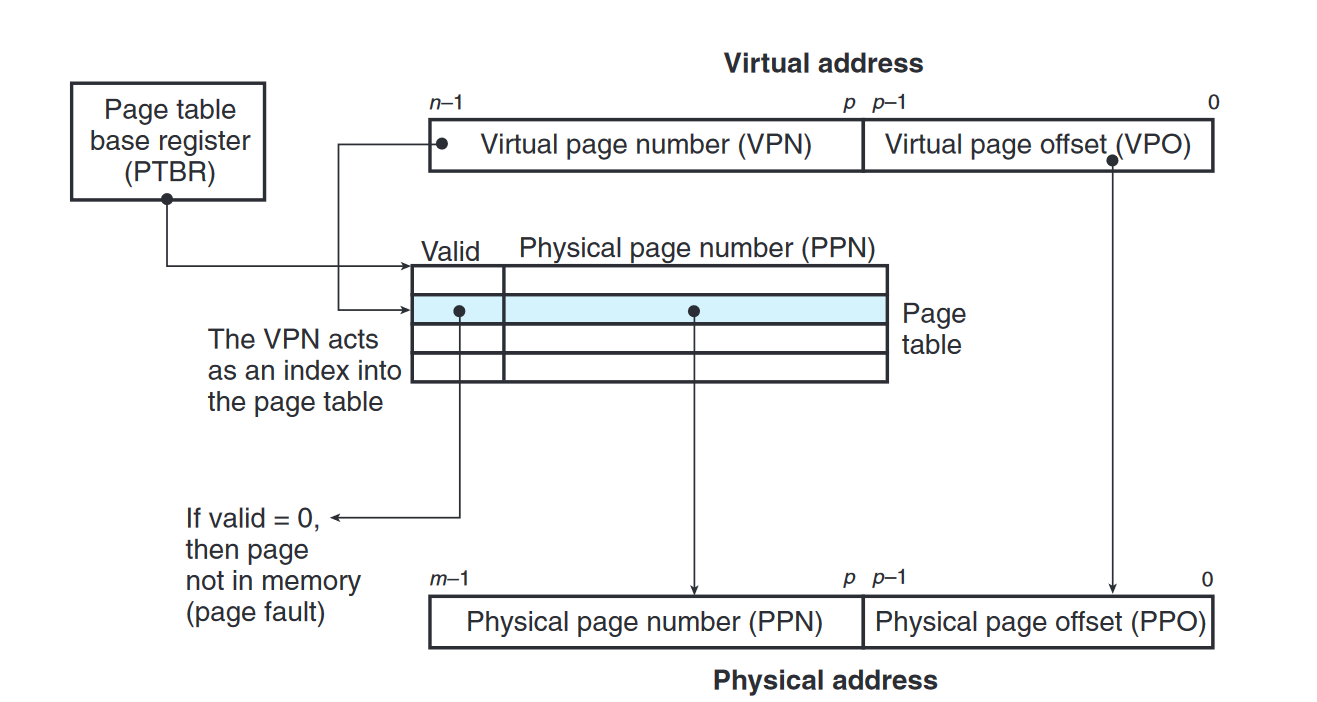 Virtual address
n–1
p
p–1
0
Page table
base register
(PTBR)
Virtual page number (VPN)
Virtual page offset (VPO)
Valid
Physical page number (PPN)
Page
table
The VPN acts
as an index into
the page table
If valid = 0,
then page
not in memory
(page fault)
m–1
p
p–1
0
Physical page number (PPN)
Physical page offset (PPO)
Physical address